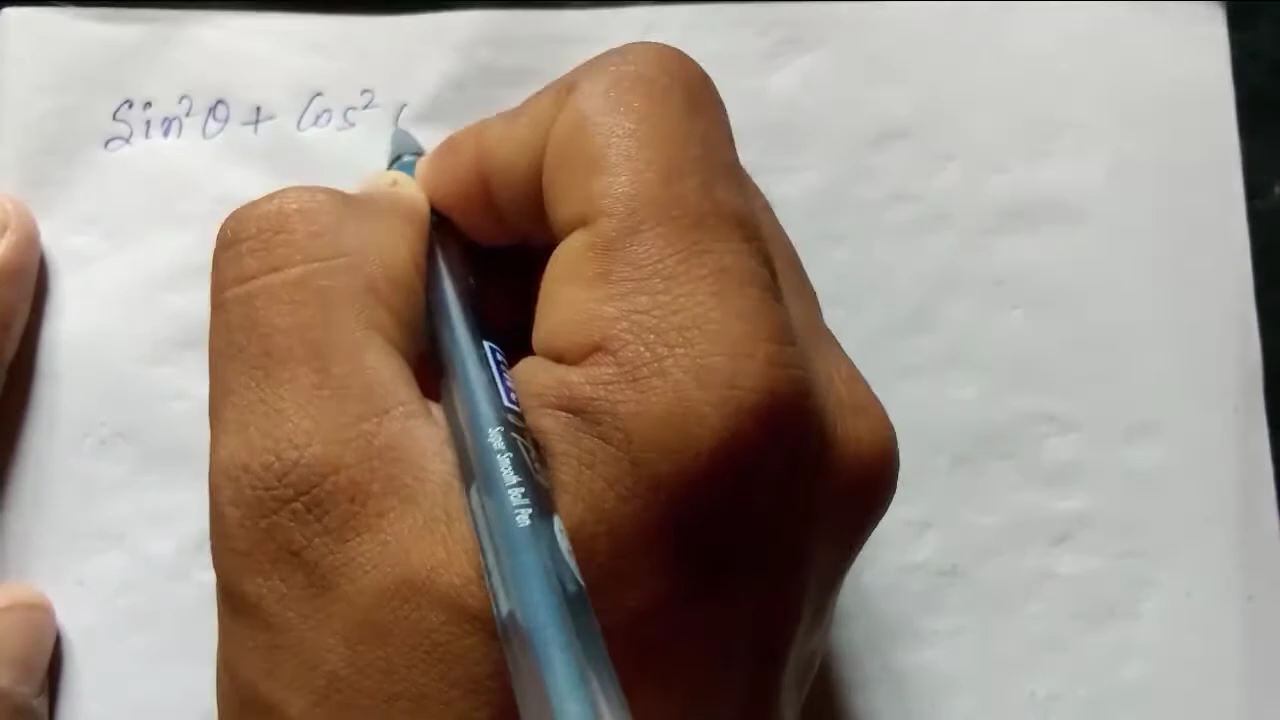 Sin²θ + Cos²
Super Smooth Ball Pen